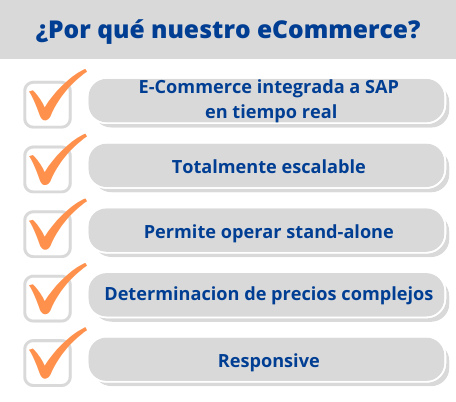 ¿Por qué nuestro eCommerce?
E-Commerce integrada a SAP
en tiempo real
Totalmente escalable
Permite operar stand-alone
Determinacion de precios complejos
Responsive